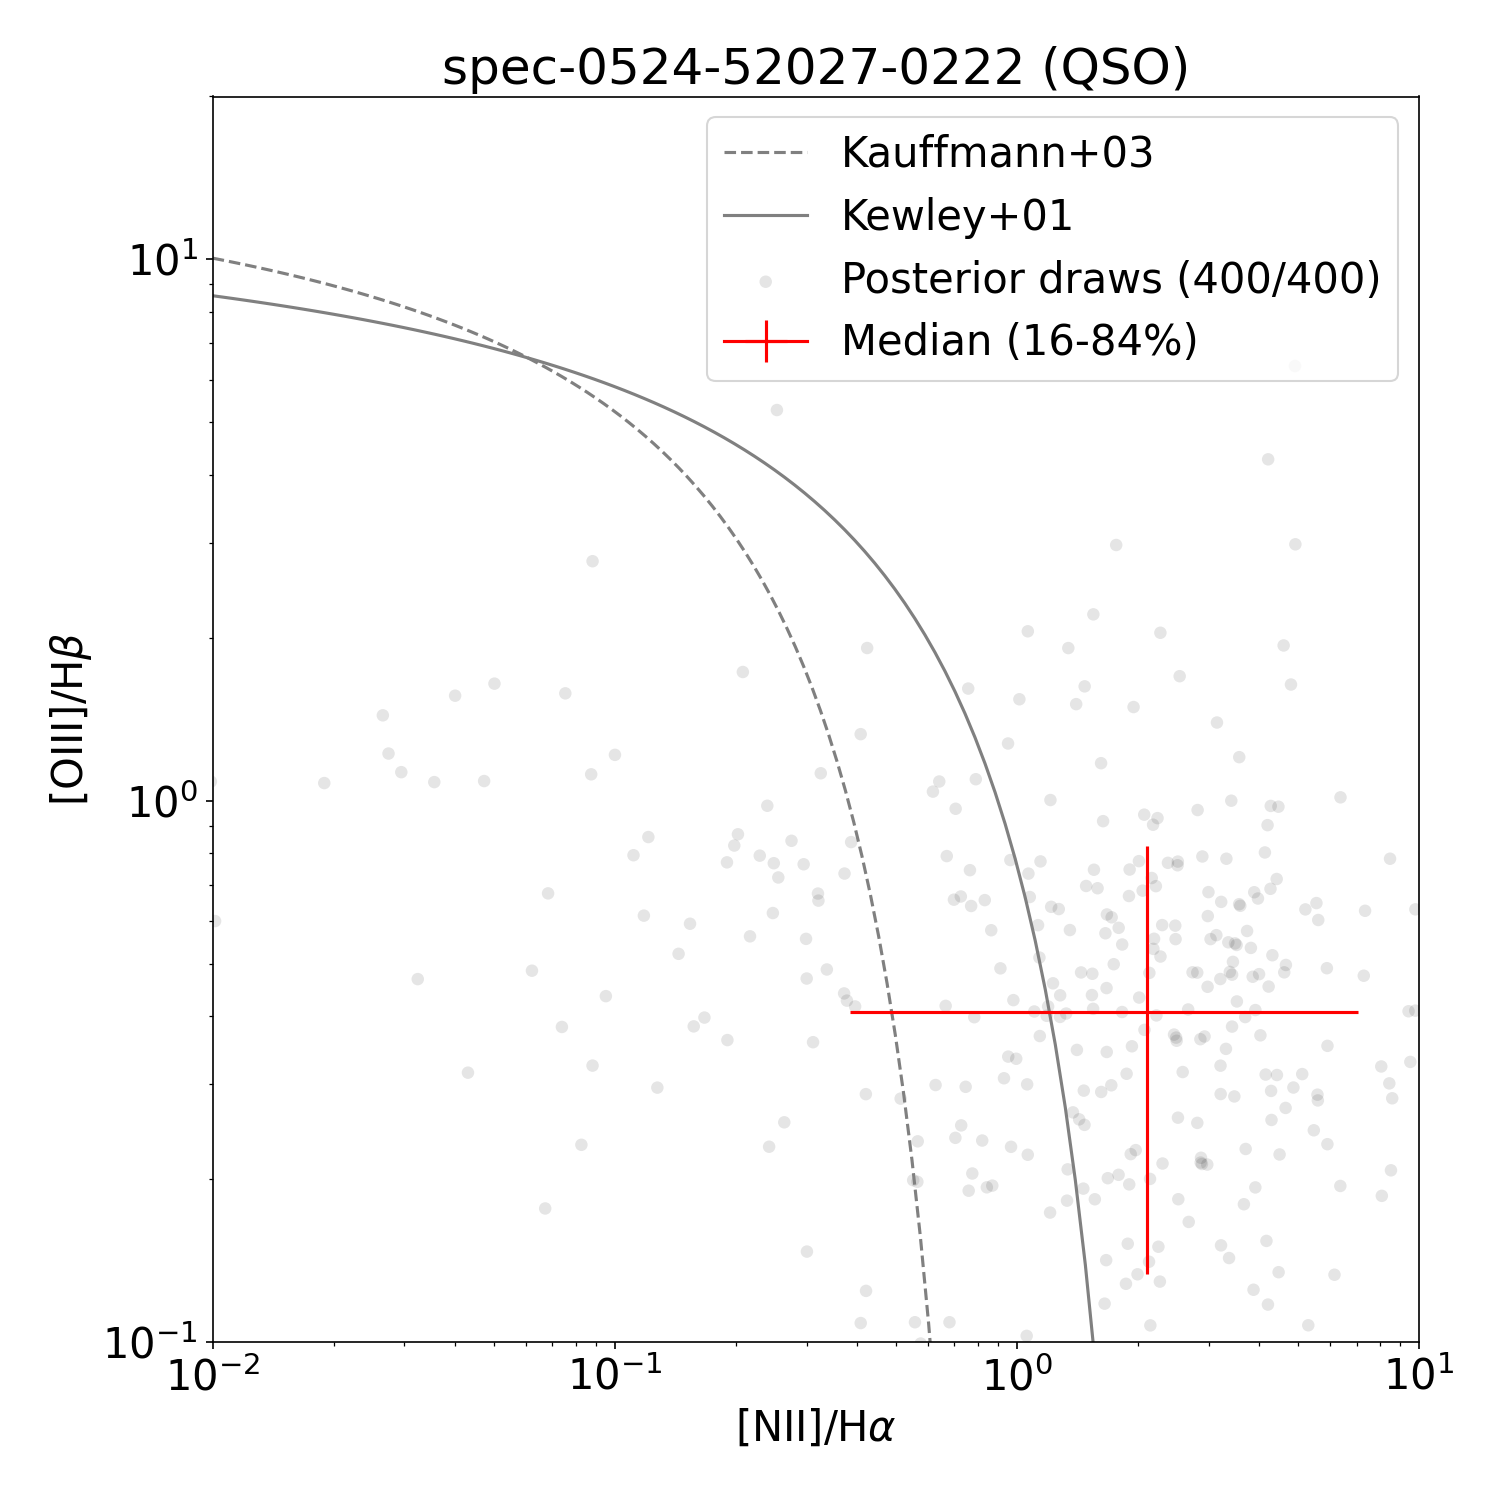 spec-0524-52027-0222 (QSO)
Kauffmann+03
Kewley+01
Posterior draws (400/400)
Median (16-84%)
10¹
10⁰
10⁻¹
[OIII]/Hβ
10⁻² 10⁻¹ 10⁰ 10¹
[NII]/Hα